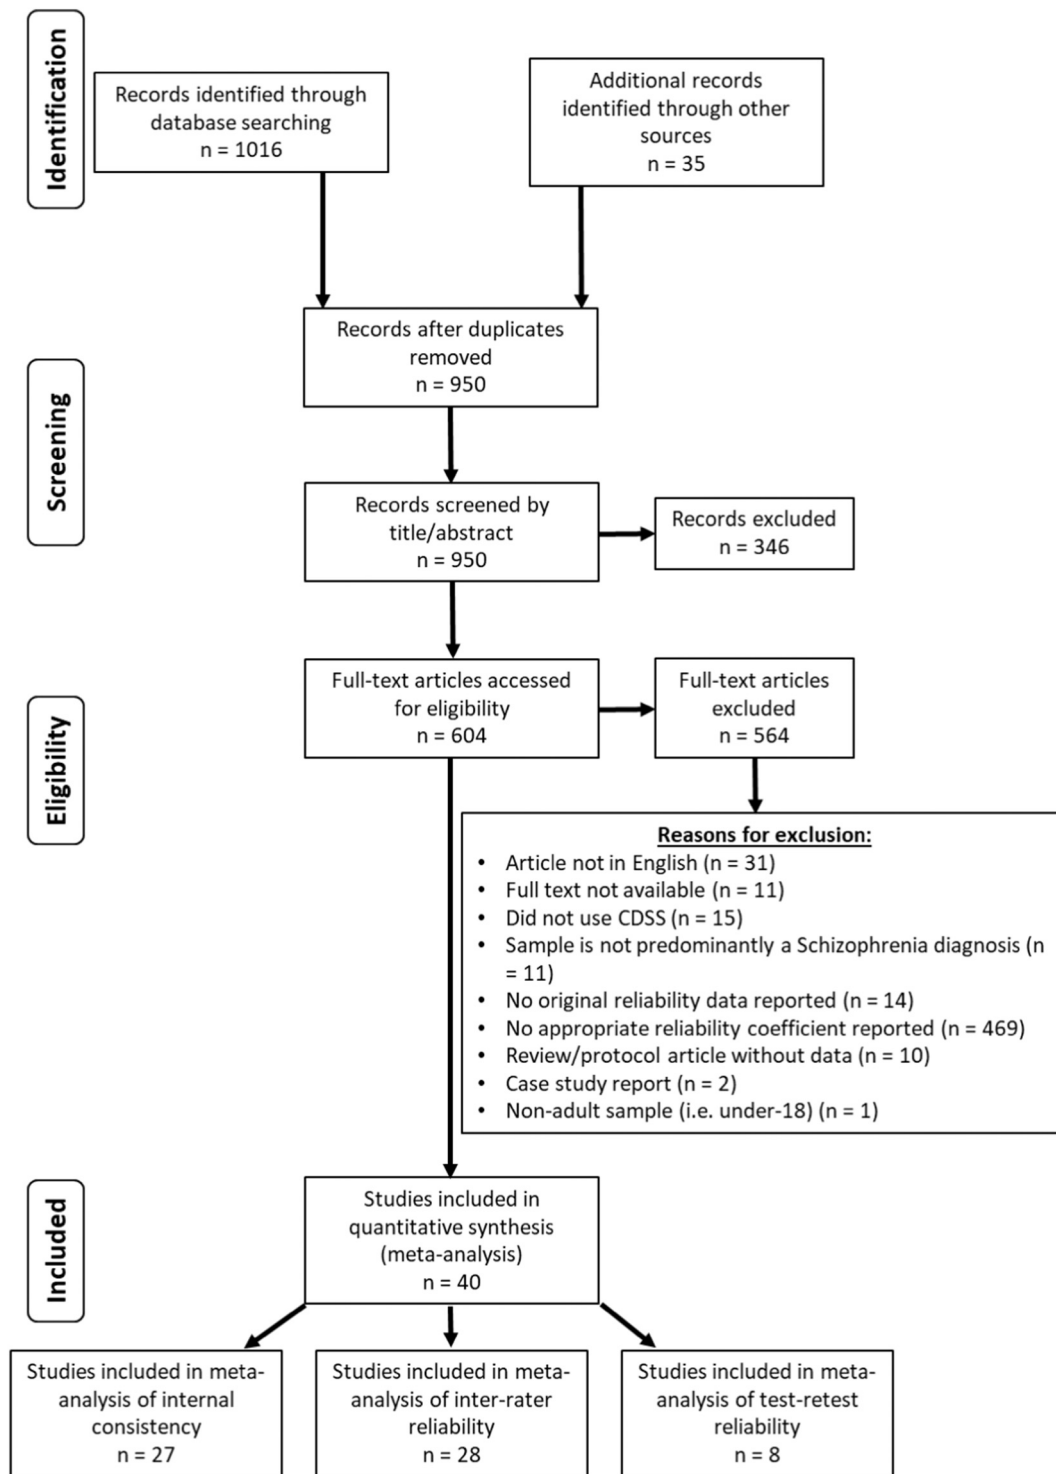 Identification
Records identified through
database searching
n = 1016
Additional records
identified through other
sources
n = 35
Records after duplicates
removed
n = 950
Screening
Records screened by
title/abstract
n = 950
Records excluded
n = 346
Eligibility
Full-text articles accessed
for eligibility
n = 604
Full-text articles
excluded
n = 564
Reasons for exclusion:
• Article not in English (n = 31)
• Full text not available (n = 11)
• Did not use CDSS (n = 15)
• Sample is not predominantly a Schizophrenia diagnosis (n
= 11)
• No original reliability data reported (n = 14)
• No appropriate reliability coefficient reported (n = 469)
• Review/protocol article without data (n = 10)
• Case study report (n = 2)
• Non-adult sample (i.e. under-18) (n = 1)
Included
Studies included in
quantitative synthesis
(meta-analysis)
n = 40
Studies included in meta-
analysis of internal
consistency
n = 27
Studies included in meta-
analysis of inter-rater
reliability
n = 28
Studies included in meta-
analysis of test-retest
reliability
n = 8